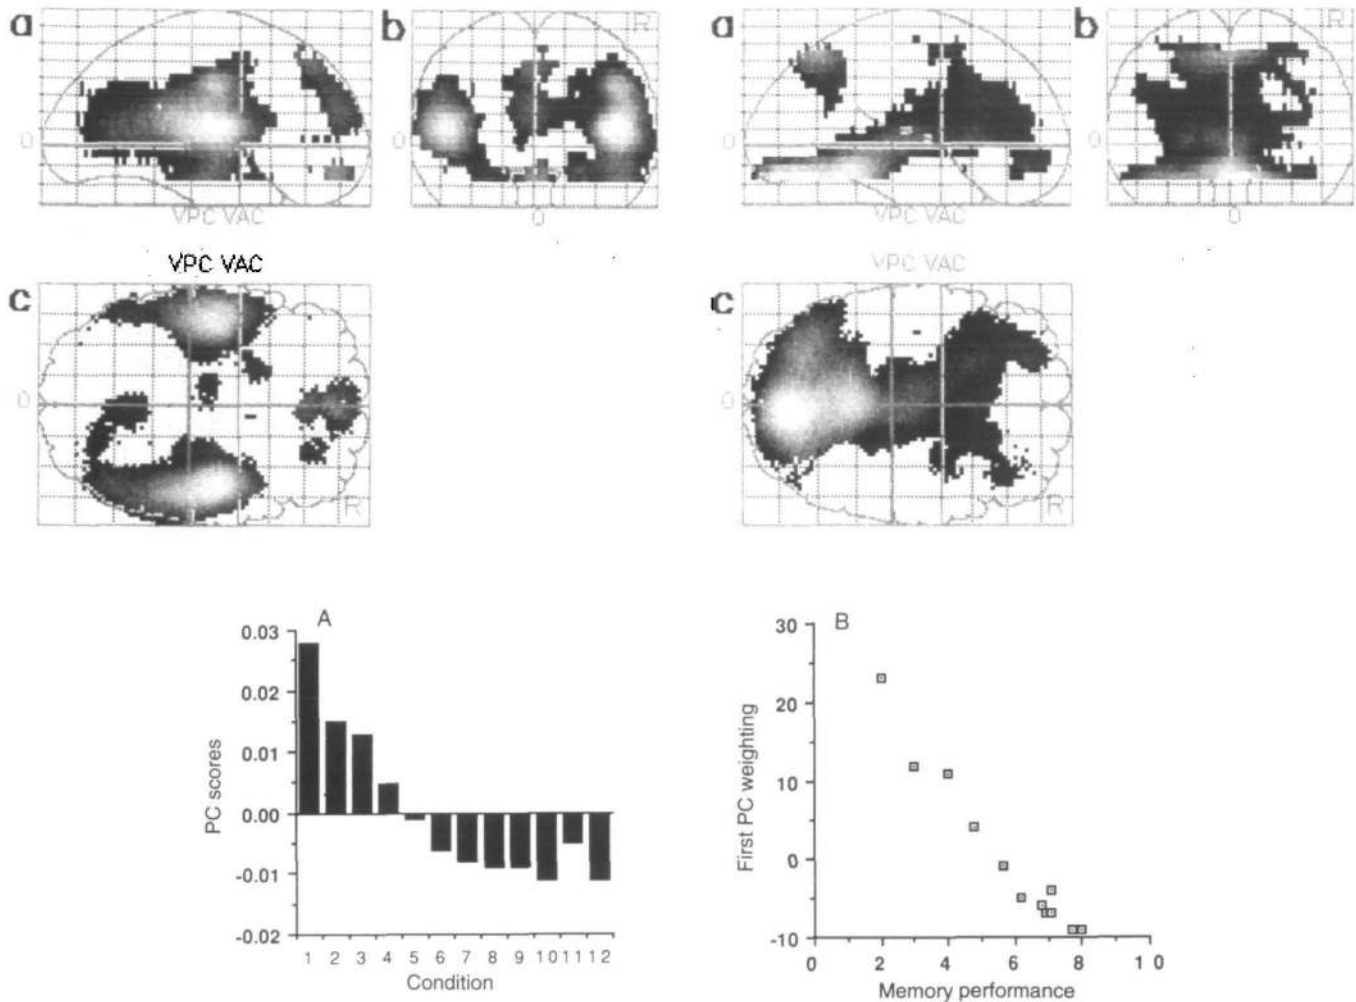 a
b
R
0
VPC VAC
0
VPC VAC
c
0
R
a
b
R
0
0
VPC VAC
0
VPC VAC
c
0
R
A
0.03
0.02
0.01
0.00
-0.01
-0.02
PC scores
1 2 3 4 5 6 7 8 9 10 11 12
Condition
B
30
20
10
0
-10
First PC weighting
0 2 4 6 8 10
Memory performance